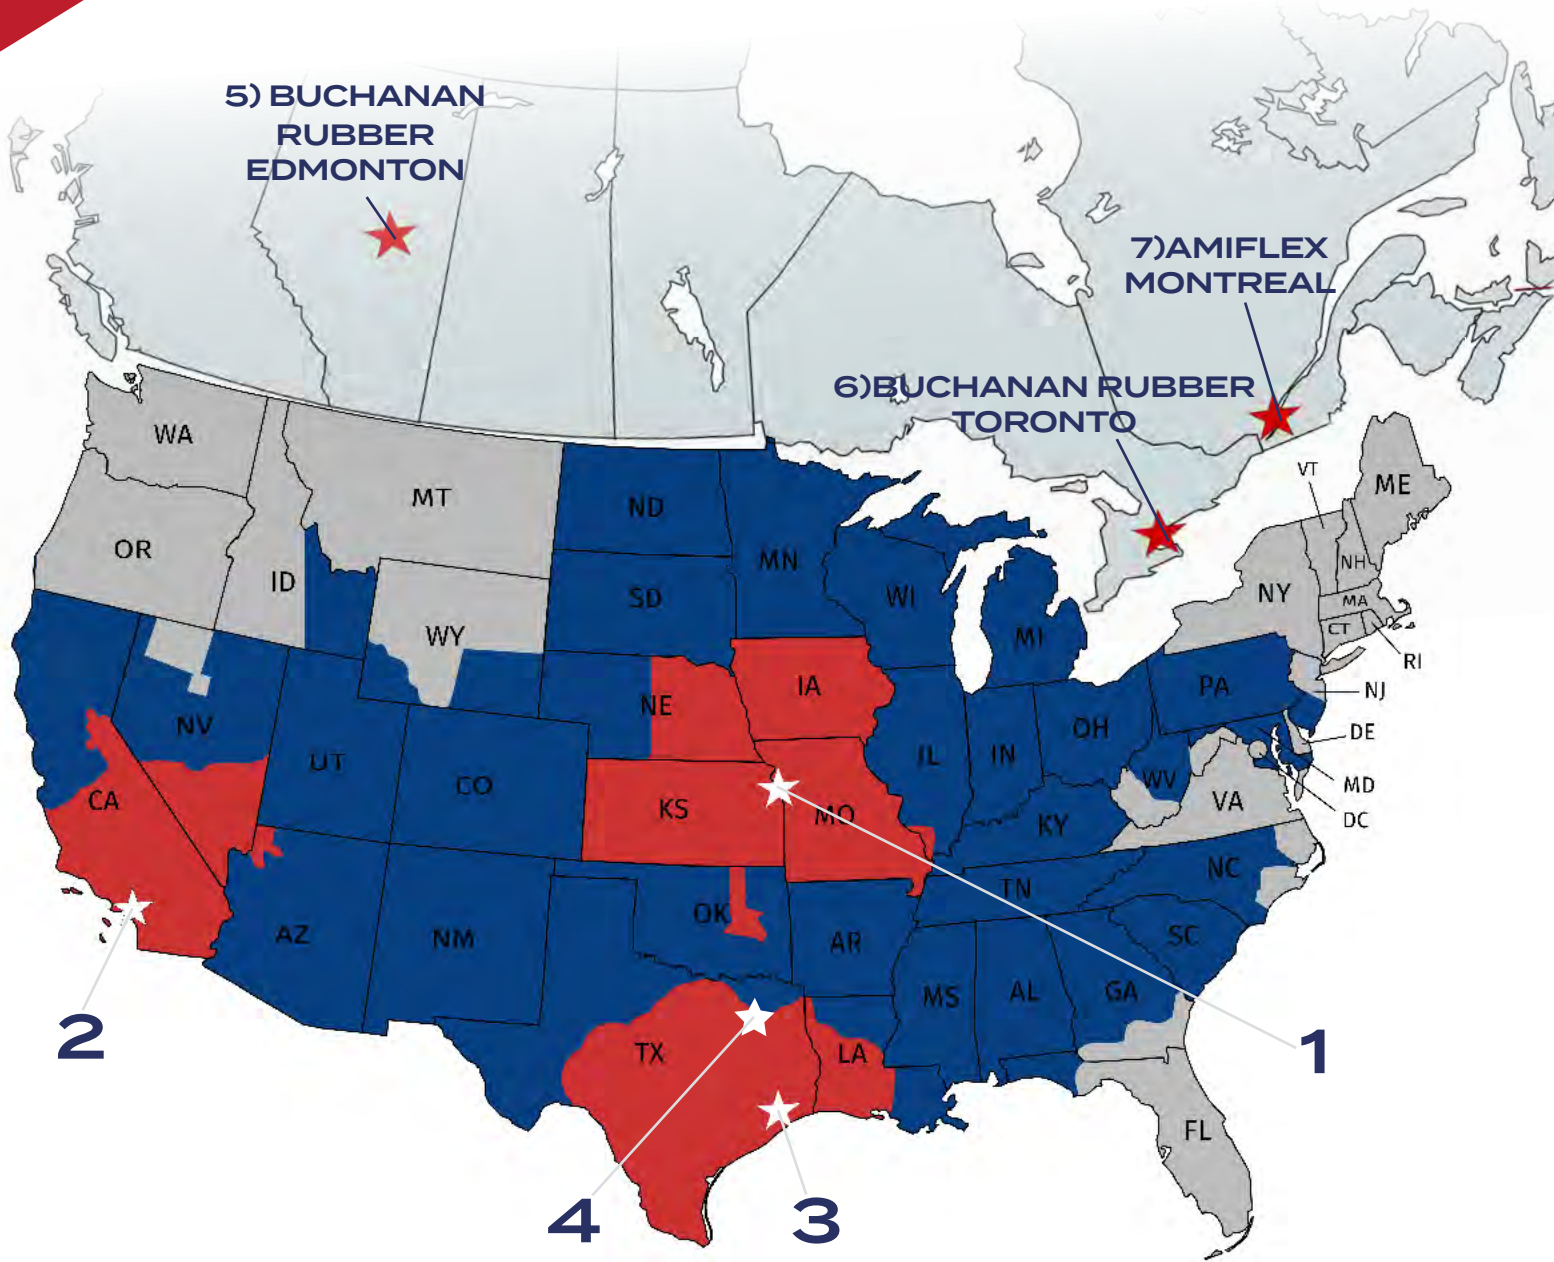 5) BUCHANAN
RUBBER
EDMONTON
7)AMIFLEX
MONTREAL
6)BUCHANAN RUBBER
TORONTO
WA
MT
ND
VT
ME
OR
ID
MN
NH
SD
WI
NY
MA
WY
MI
CT
RI
NE
IA
PA
NJ
NV
OH
DE
UT
CO
IL
IN
WV
MD
CA
KS
MO
VA
DC
KY
NC
TN
AZ
NM
OK
AR
SC
MS
AL
GA
TX
LA
2
1
FL
4
3